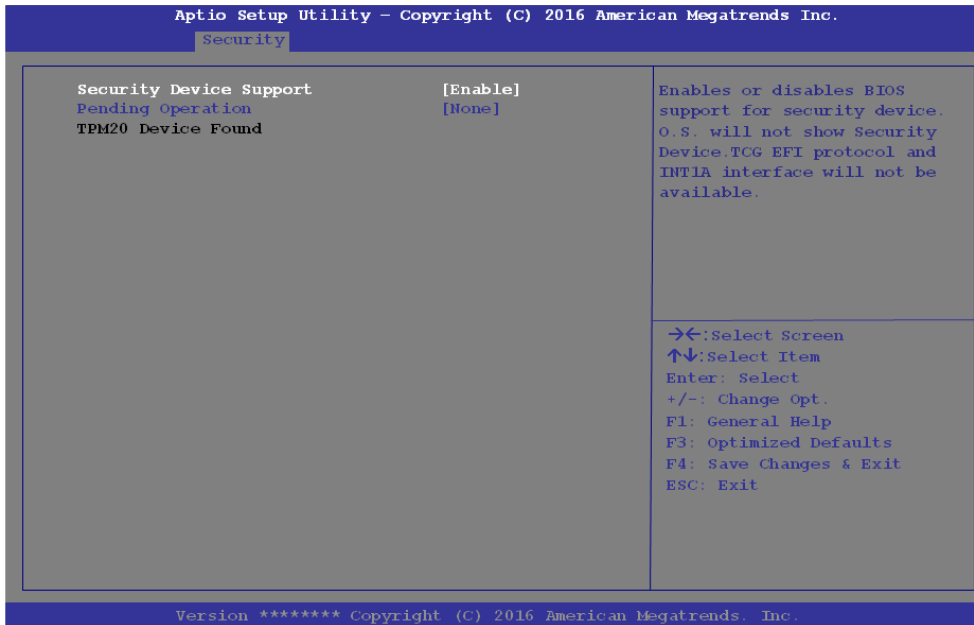 Aptio Setup Utility – Copyright (C) 2016 American Megatrends Inc.
Security
Security Device Support [Enable]
Pending Operation [None]
TPM20 Device Found
Enables or disables BIOS
support for security device.
O.S. will not show Security
Device.TCG EFI protocol and
INT1A interface will not be
available.
→←:Select Screen
↑↓:Select Item
Enter: Select
+/-: Change Opt.
F1: General Help
F3: Optimized Defaults
F4: Save Changes & Exit
ESC: Exit
Version ******** Copyright (C) 2016 American Megatrends. Inc.